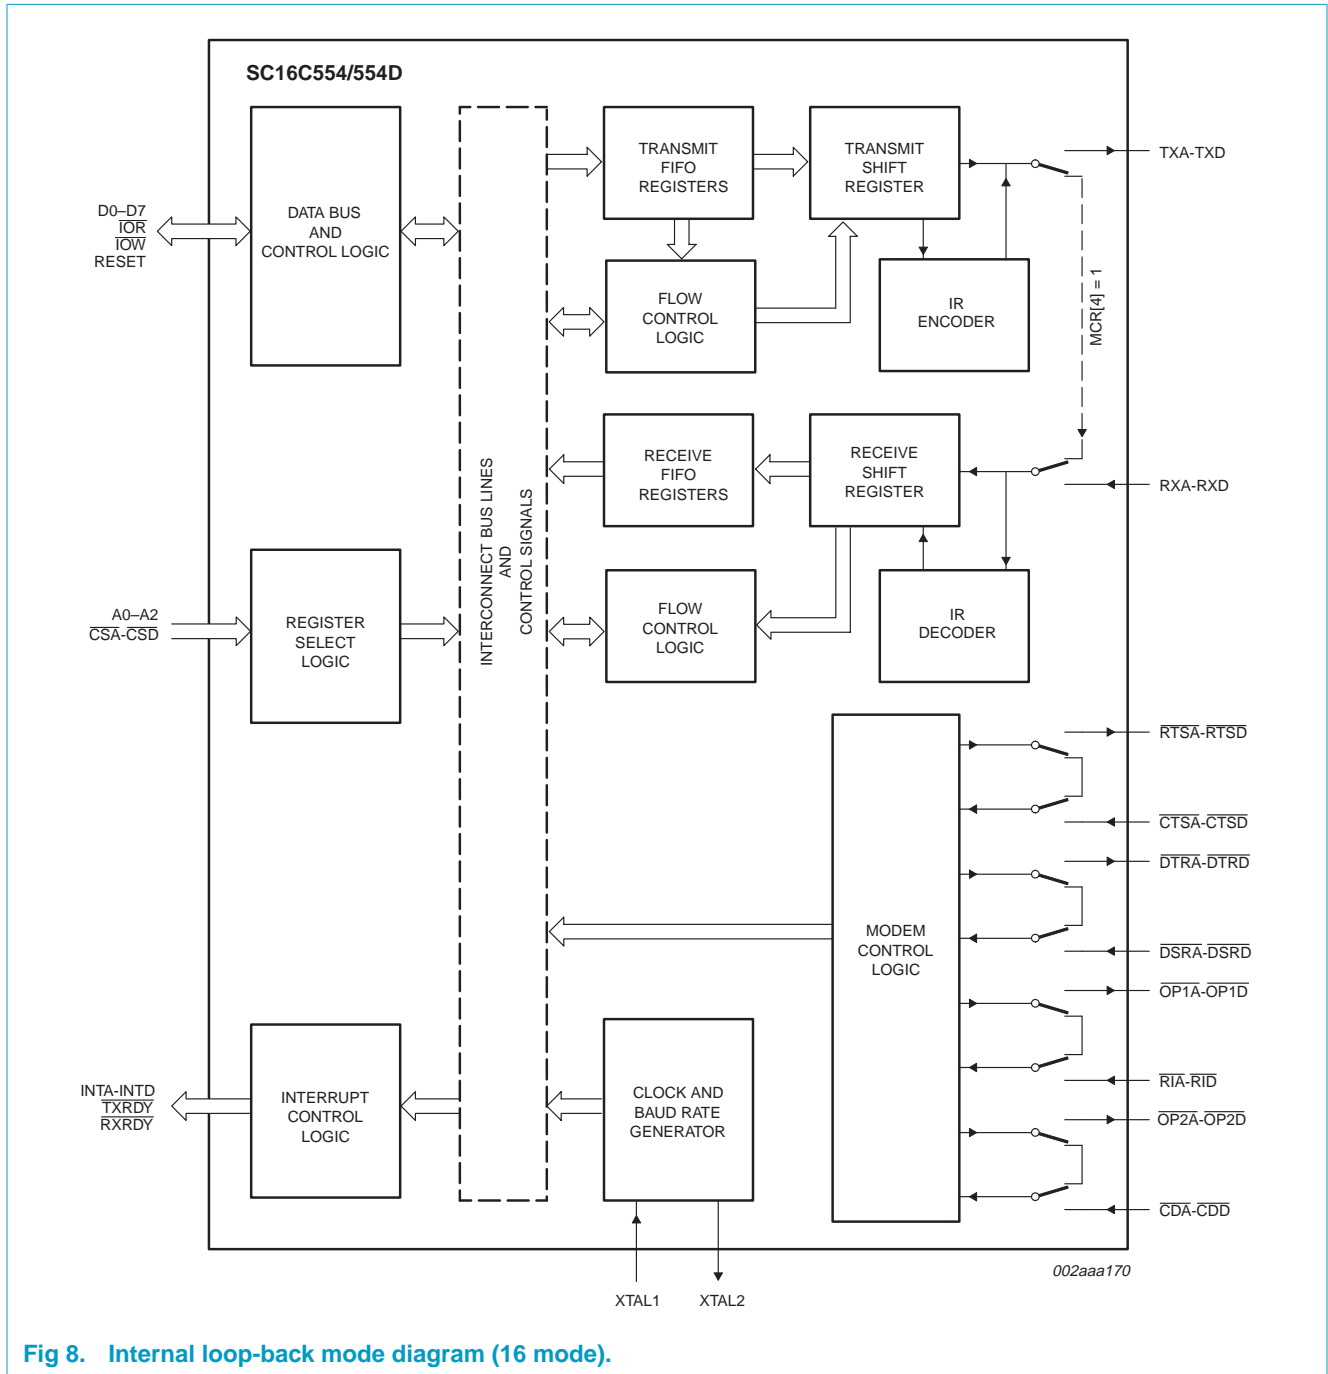 SC16C554/554D
D0–D7
IOR
IOW
RESET
DATA BUS
AND
CONTROL LOGIC
A0–A2
CSA-CSD
REGISTER
SELECT
LOGIC
INTA-INTD
TXRDY
RXRDY
INTERRUPT
CONTROL
LOGIC
INTERCONNECT BUS LINES
AND
CONTROL SIGNALS
TRANSMIT
FIFO
REGISTERS
TRANSMIT
SHIFT
REGISTER
FLOW
CONTROL
LOGIC
IR
ENCODER
TXA-TXD
MCR[4] = 1
RECEIVE
FIFO
REGISTERS
RECEIVE
SHIFT
REGISTER
FLOW
CONTROL
LOGIC
IR
DECODER
RXA-RXD
MODEM
CONTROL
LOGIC
RTSA-RTSD
CTSA-CTSD
DTRA-DTRD
DSRA-DSRD
OP1A-OP1D
RIA-RID
OP2A-OP2D
CDA-CDD
CLOCK AND
BAUD RATE
GENERATOR
XTAL1
XTAL2
002aaa170
Fig 8. Internal loop-back mode diagram (16 mode).